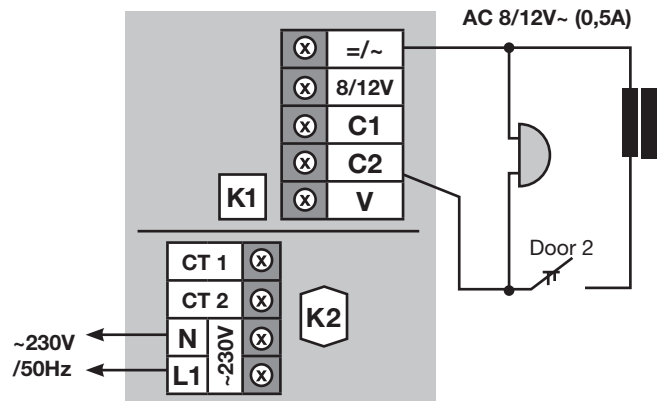 AC 8/12V~ (0,5A)
=/~
8/12V
C1
C2
V
K1
Door 2
CT 1
CT 2
N
L1
~230V
K2
~230V
/50Hz